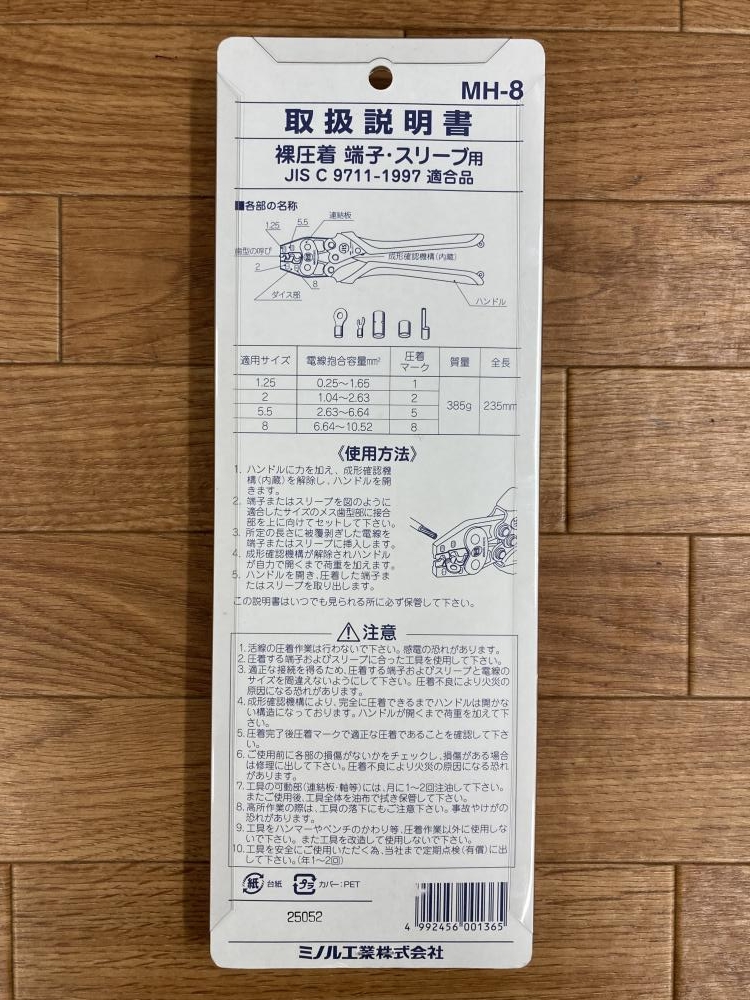 MH-8
取扱説明書
裸圧着 端子・スリーブ用
JIS C 9711-1997 適合品
■各部の名称
連結板
5.5
1.25
歯型の呼び
成形確認機構(内蔵)
2
8
ダイス部
ハンドル
適用サイズ 電線抱合容量mm² 圧着マーク 質量 全長
1.25 0.25〜1.65 1
2 1.04〜2.63 2
385g 235mm
5.5 2.63〜6.64 5
8 6.64〜10.52 8
《使用方法》
1. ハンドルに力を加え、成形確認機
構(内蔵)を解除し、ハンドルを開
きます。
2. 端子またはスリーブを図のように
適合したサイズのメス歯型部に接合
部を上に向けてセットして下さい。
3. 所定の長さに被覆剥ぎした電線を
端子またはスリーブに挿入します。
4. 成形確認機構が解除されハンドル
が自力で開くまで荷重を加えます。
5. ハンドルを開き、圧着した端子ま
たはスリーブを取り出します。
この説明書はいつでも見られる所に必ず保管して下さい。
⚠注意
1. 活線の圧着作業は行わないで下さい。感電の恐れがあります。
2. 圧着する端子およびスリーブに合った工具を使用して下さい。
3. 適正な接続を得るため、圧着する端子およびスリーブと電線の
サイズを間違えないようにして下さい。圧着不良により火災の
原因になる恐れがあります。
4. 成形確認機構により、完全に圧着できるまでハンドルは開かな
い構造になっております。ハンドルが開くまで荷重を加えて下
さい。
5. 圧着完了後圧着マークで適正な圧着であることを確認して下さ
い。
6. ご使用前に各部の損傷がないかをチェックし、損傷がある場合
は修理に出して下さい。圧着不良により火災の原因になる恐れ
があります。
7. 工具の可動部(連結板・軸等)には、月に1〜2回注油して下さい。
またご使用後、工具全体を油布で拭き保管して下さい。
8. 高所作業の際は、工具の落下にもご注意下さい。事故やけがの
恐れがあります。
9. 工具をハンマーやペンチのかわり等、圧着作業以外に使用しな
いで下さい。また工具を改造して使用しないで下さい。
10. 工具を安全にご使用いただく為、当社まで定期点検(有償)に出
して下さい。(年1〜2回)
紙 台紙 プラ カバー:PET
25052
4 992456 001365
ミノル工業株式会社